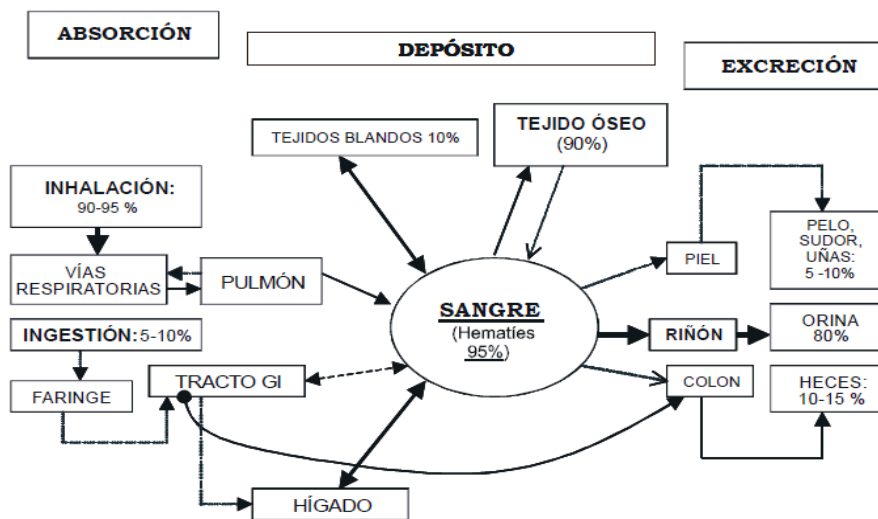 ABSORCIÓN
DEPÓSITO
EXCRECIÓN
TEJIDOS BLANDOS 10%
TEJIDO ÓSEO
(90%)
INHALACIÓN:
90-95 %
VÍAS
RESPIRATORIAS
PULMÓN
INGESTIÓN: 5-10%
FARINGE
TRACTO GI
HÍGADO
SANGRE
(Hematíes
95%)
PIEL
PELO,
SUDOR,
UÑAS:
5 -10%
RIÑÓN
ORINA
80%
COLON
HECES:
10-15 %